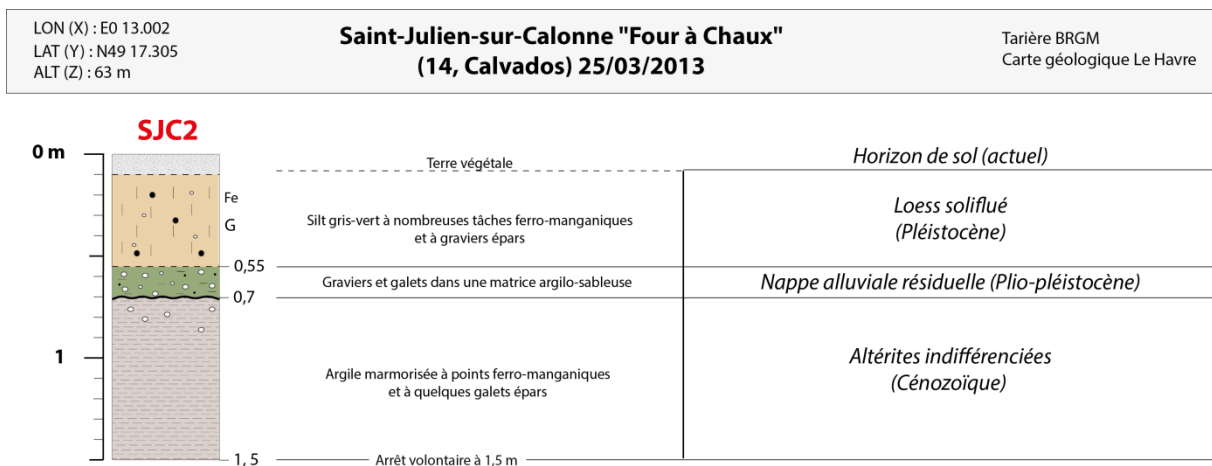 LON (X) : E0 13.002
LAT (Y) : N49 17.305
ALT (Z) : 63 m
Saint-Julien-sur-Calonne "Four à Chaux"
(14, Calvados) 25/03/2013
Tarière BRGM
Carte géologique Le Havre
SJC2
0 m
Terre végétale
Horizon de sol (actuel)
Fe
G
Silt gris-vert à nombreuses tâches ferro-manganiques
et à graviers épars
Loess soliflué
(Pléistocène)
0,55
Graviers et galets dans une matrice argilo-sableuse
Nappe alluviale résiduelle (Plio-pléistocène)
0,7
1
Argile marmorisée à points ferro-manganiques
et à quelques galets épars
Altérites indifférenciées
(Cénozoïque)
1, 5
Arrêt volontaire à 1,5 m